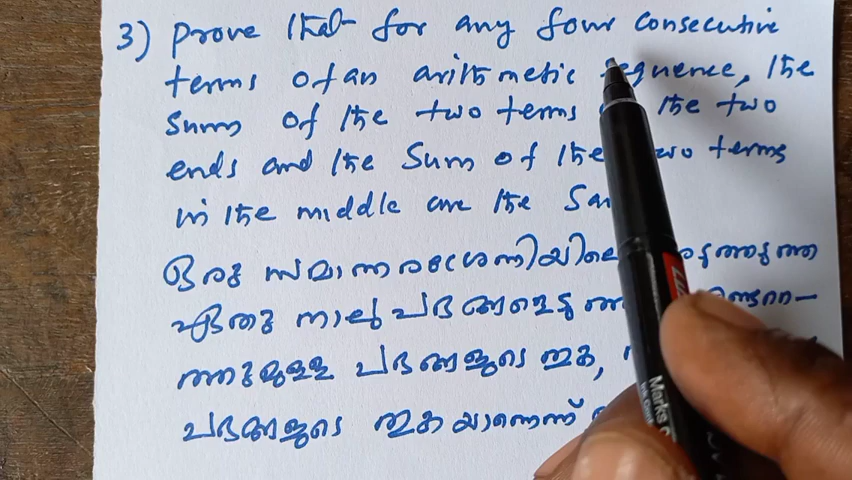 3) Prove that for any four consecutive
terms of an arithmetic sequence, the
sum of the two terms the two
ends and the sum of the two terms
in the middle are the
ഒരു സമാന്തരശ്രേണിയിലെ
ഏതു നാലു പദങ്ങളെടു
ത്തുമുള്ള പദങ്ങളുടെ തുക,
പദങ്ങളുടെ തുകയാണെന്ന്
Marks